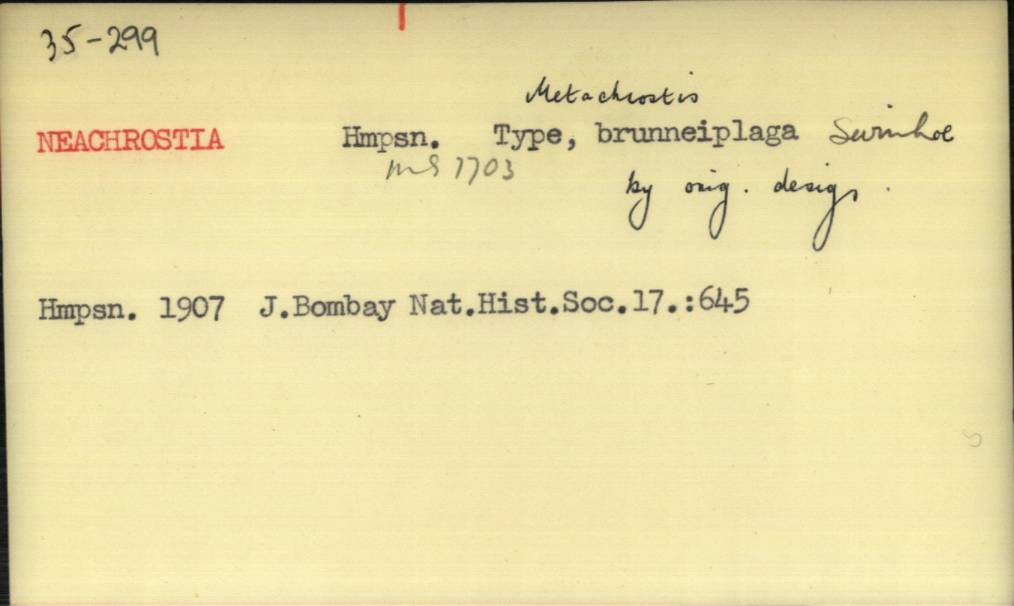 35-299
Metachrostis
NEACHROSTIA Hmpsn. Type, brunneiplaga Swinhoe
MS 7703
by orig. desig.
Hmpsn. 1907 J.Bombay Nat.Hist.Soc.17.:645